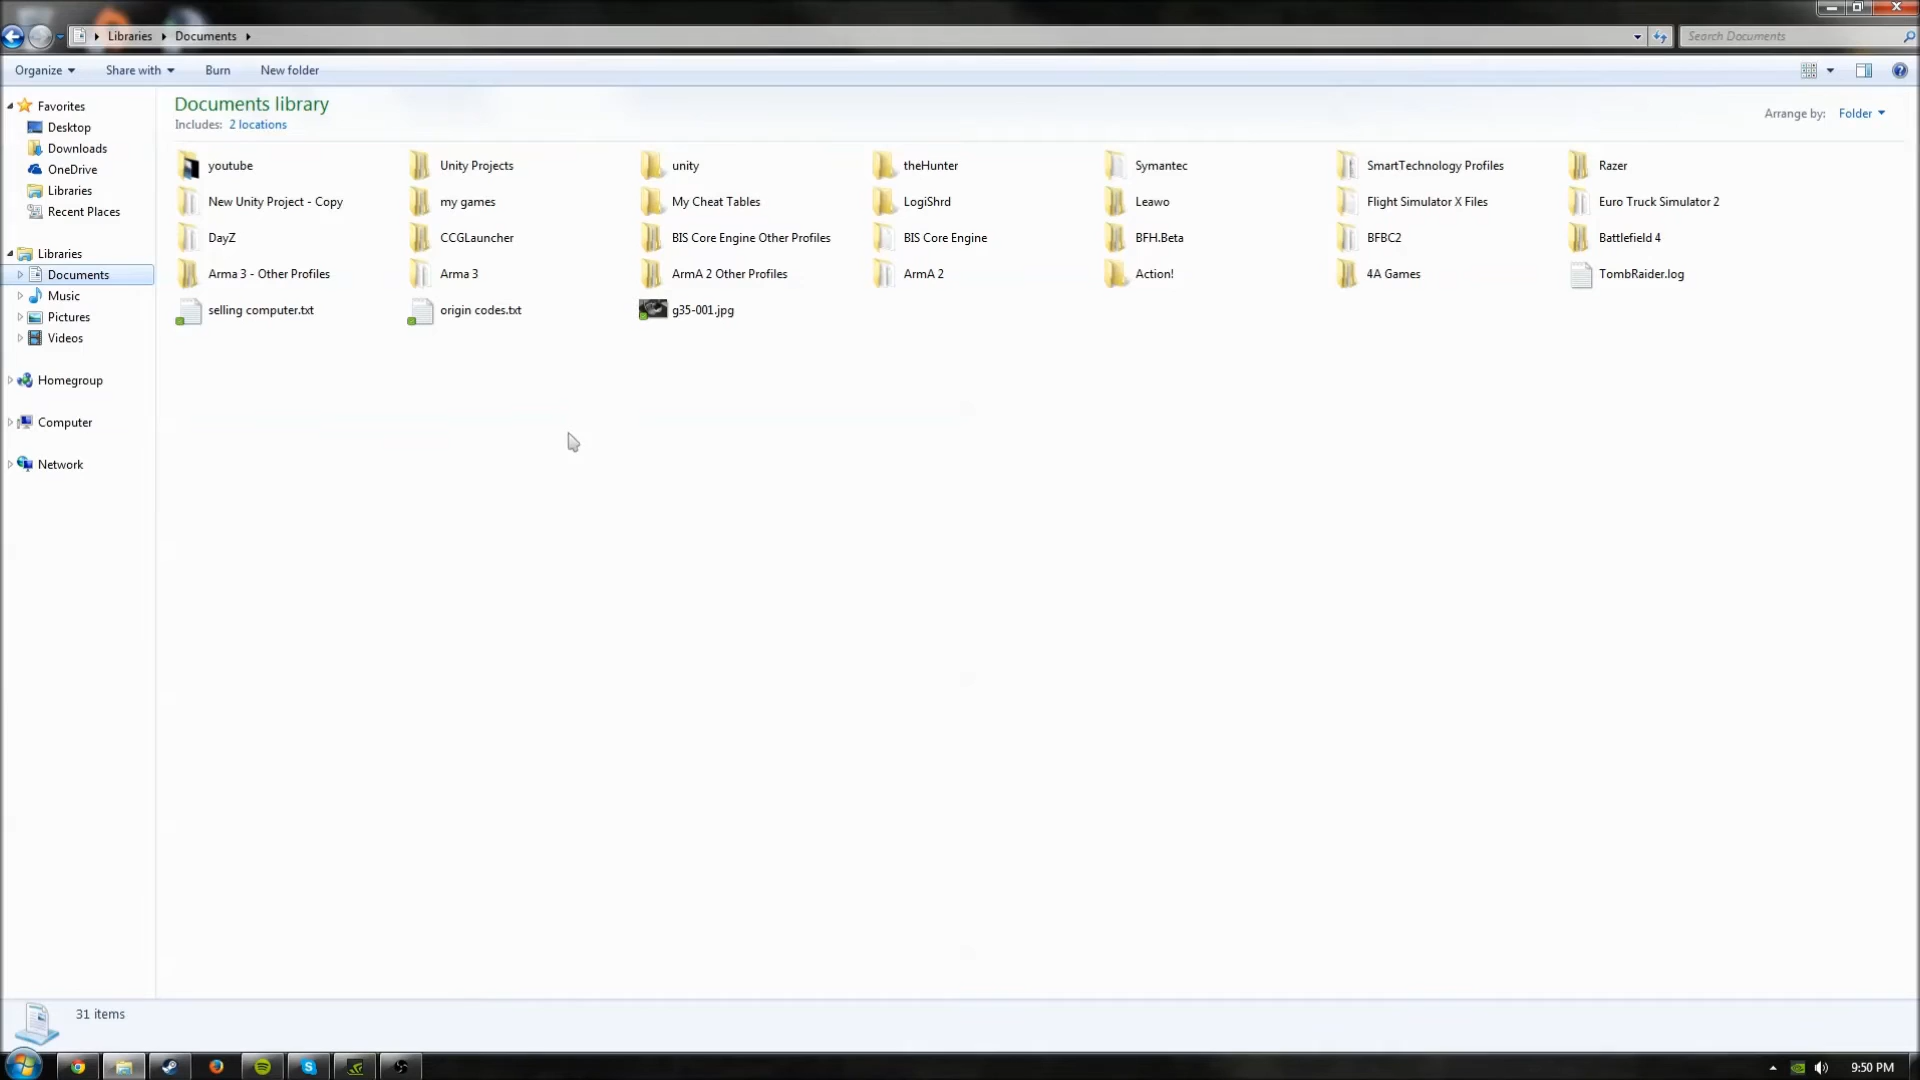 Libraries Documents
Search Documents
Organize Share with Burn New folder
Favorites
Desktop
Downloads
OneDrive
Libraries
Recent Places
Libraries
Documents
Music
Pictures
Videos
Homegroup
Computer
Network
Documents library
Includes: 2 locations
Arrange by: Folder
youtube Unity Projects unity theHunter Symantec SmartTechnology Profiles Razer
New Unity Project - Copy my games My Cheat Tables LogiShrd Leawo Flight Simulator X Files Euro Truck Simulator 2
DayZ CCGLauncher BIS Core Engine Other Profiles BIS Core Engine BFH.Beta BFBC2 Battlefield 4
Arma 3 - Other Profiles Arma 3 ArmA 2 Other Profiles ArmA 2 Action! 4A Games TombRaider.log
selling computer.txt origin codes.txt g35-001.jpg
31 items
9:50 PM